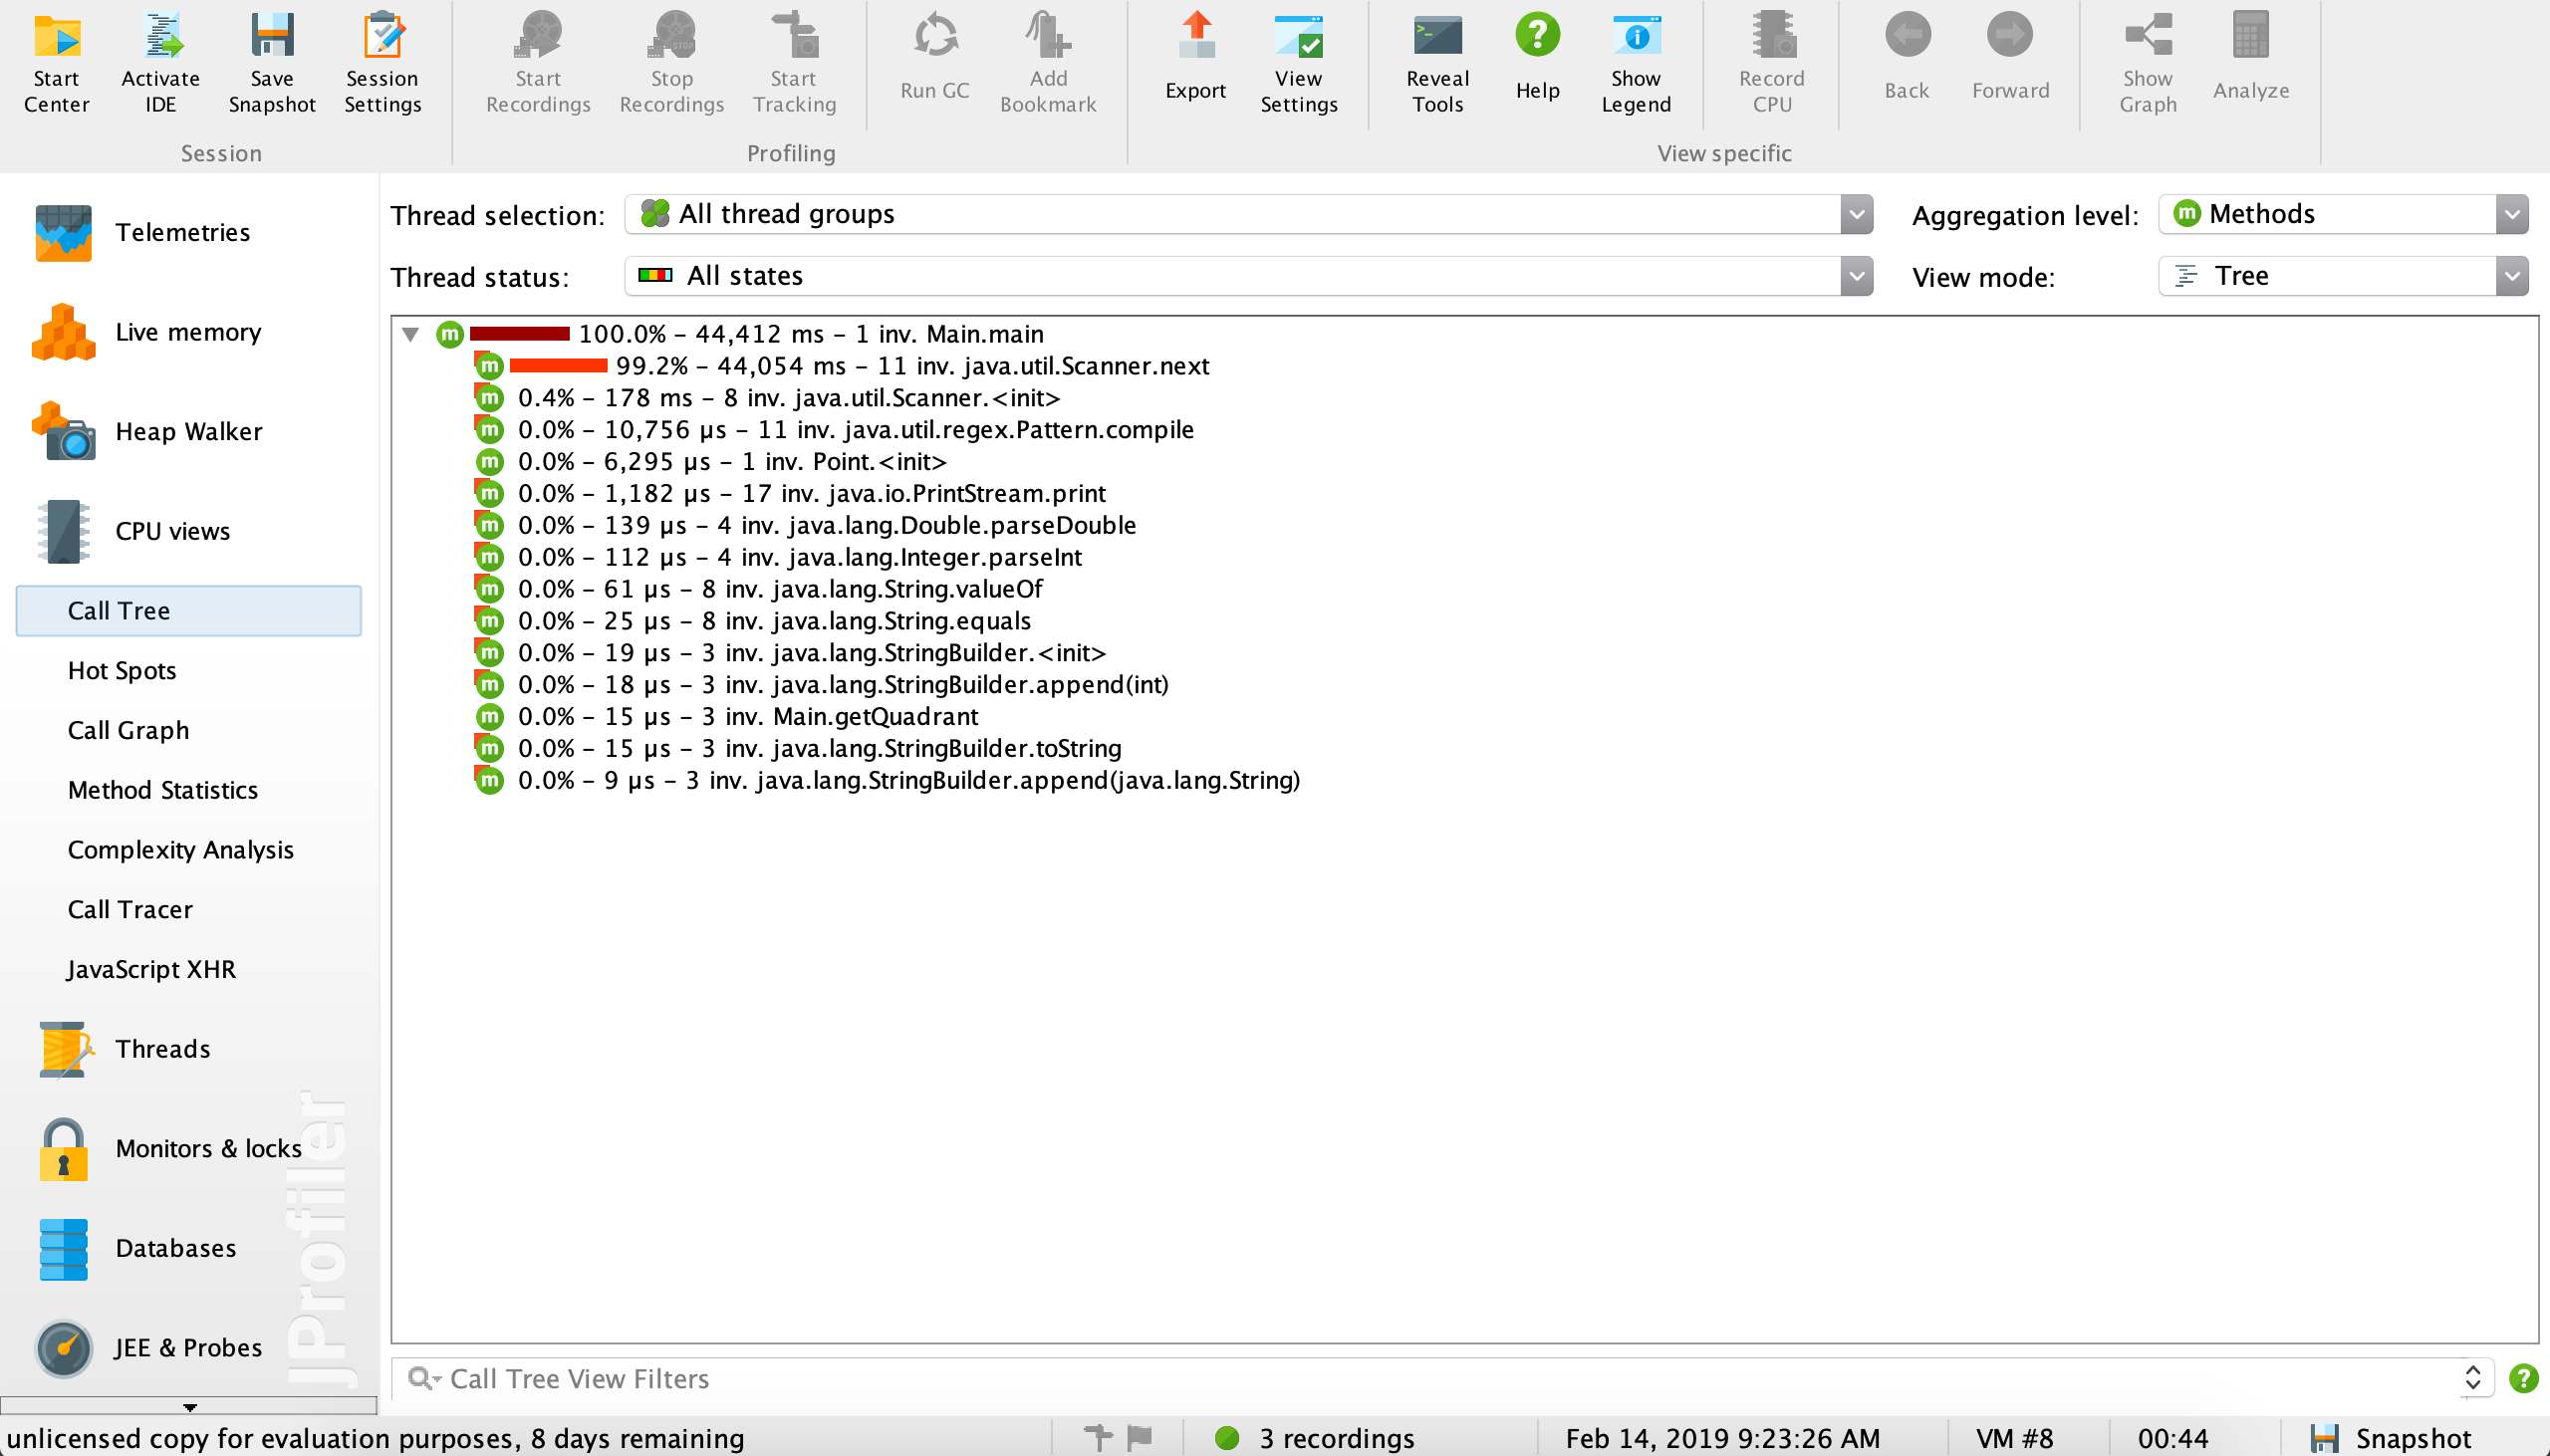 Start Center
Activate IDE
Save Snapshot
Session Settings
Start Recordings
Stop Recordings
Start Tracking
Run GC
Add Bookmark
Export
View Settings
Reveal Tools
Help
Show Legend
Record CPU
Back
Forward
Show Graph
Analyze
Session
Profiling
View specific
Telemetries
Live memory
Heap Walker
CPU views
Call Tree
Hot Spots
Call Graph
Method Statistics
Complexity Analysis
Call Tracer
JavaScript XHR
Threads
Monitors & locks
Databases
JEE & Probes
JProfiler
Thread selection: All thread groups
Aggregation level: m Methods
Thread status: All states
View mode: Tree
m 100.0% – 44,412 ms – 1 inv. Main.main
m 99.2% – 44,054 ms – 11 inv. java.util.Scanner.next
m 0.4% – 178 ms – 8 inv. java.util.Scanner.<init>
m 0.0% – 10,756 µs – 11 inv. java.util.regex.Pattern.compile
m 0.0% – 6,295 µs – 1 inv. Point.<init>
m 0.0% – 1,182 µs – 17 inv. java.io.PrintStream.print
m 0.0% – 139 µs – 4 inv. java.lang.Double.parseDouble
m 0.0% – 112 µs – 4 inv. java.lang.Integer.parseInt
m 0.0% – 61 µs – 8 inv. java.lang.String.valueOf
m 0.0% – 25 µs – 8 inv. java.lang.String.equals
m 0.0% – 19 µs – 3 inv. java.lang.StringBuilder.<init>
m 0.0% – 18 µs – 3 inv. java.lang.StringBuilder.append(int)
m 0.0% – 15 µs – 3 inv. Main.getQuadrant
m 0.0% – 15 µs – 3 inv. java.lang.StringBuilder.toString
m 0.0% – 9 µs – 3 inv. java.lang.StringBuilder.append(java.lang.String)
Call Tree View Filters
unlicensed copy for evaluation purposes, 8 days remaining
3 recordings
Feb 14, 2019 9:23:26 AM
VM #8
00:44
Snapshot